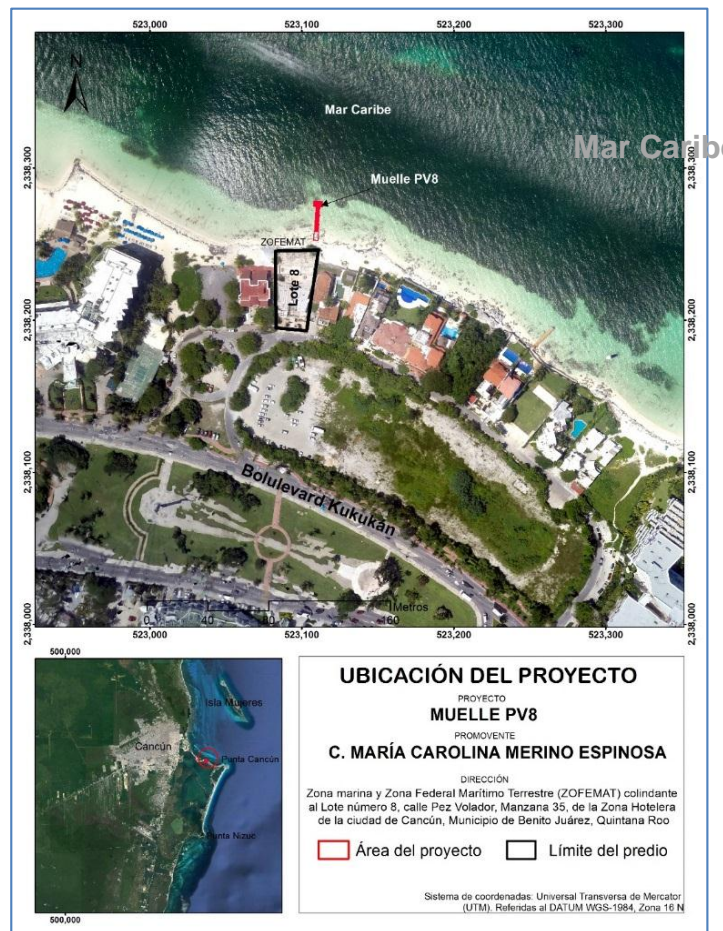 523,000 523,100 523,200 523,300
N
Mar Caribe
Mar Caribe
2,338,300 2,338,300
Muelle PV8
ZOFEMAT
Lote 8
2,338,200 2,338,200
2,338,100 2,338,100
Bolulevard Kukukán
Metros
0 40 80 160
2,338,000 2,338,000
523,000 523,100 523,200 523,300
500,000
Isla Mujeres
Cancún
Punta Cancún
Punta Nizuc
500,000
UBICACIÓN DEL PROYECTO
PROYECTO
MUELLE PV8
PROMOVENTE
C. MARÍA CAROLINA MERINO ESPINOSA
DIRECCIÓN
Zona marina y Zona Federal Marítimo Terrestre (ZOFEMAT) colindante
al Lote número 8, calle Pez Volador, Manzana 35, de la Zona Hotelera
de la ciudad de Cancún, Municipio de Benito Juárez, Quintana Roo
Área del proyecto Límite del predio
Sistema de coordenadas: Universal Transversa de Mercator
(UTM). Referidas al DATUM WGS-1984, Zona 16 N